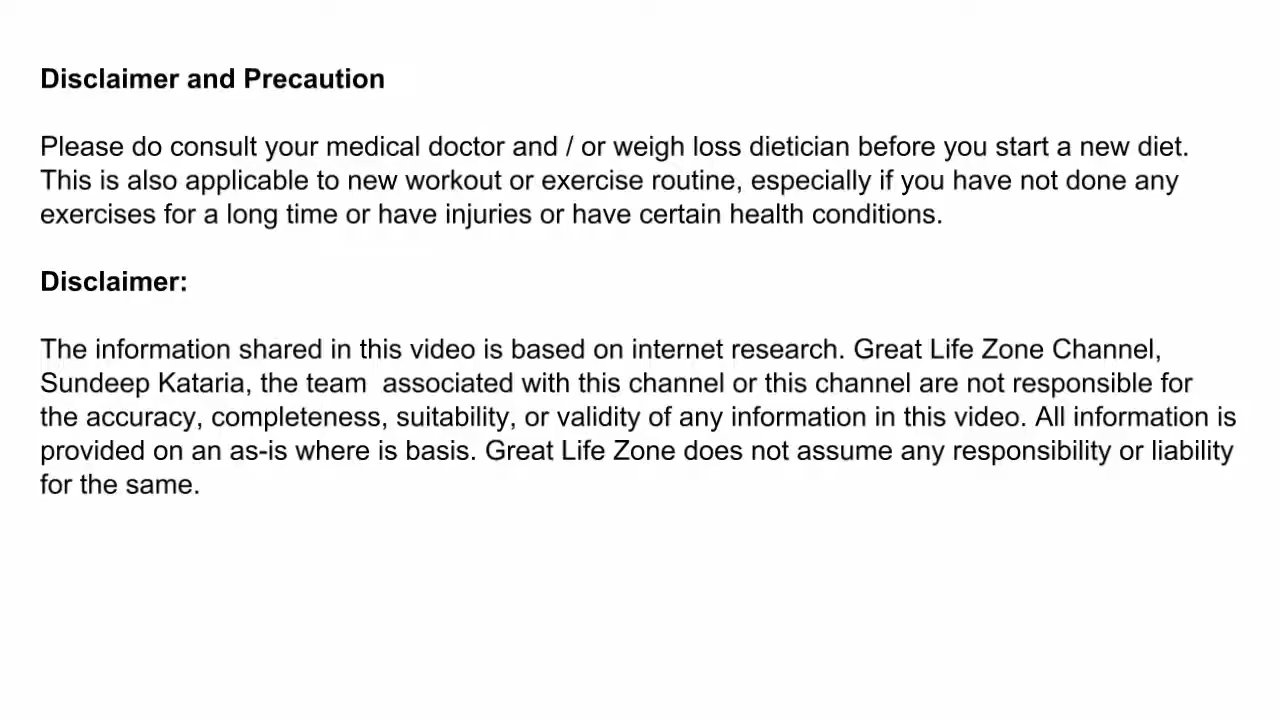 Disclaimer and Precaution
Please do consult your medical doctor and / or weigh loss dietician before you start a new diet.
This is also applicable to new workout or exercise routine, especially if you have not done any
exercises for a long time or have injuries or have certain health conditions.
Disclaimer:
The information shared in this video is based on internet research. Great Life Zone Channel,
Sundeep Kataria, the team  associated with this channel or this channel are not responsible for
the accuracy, completeness, suitability, or validity of any information in this video. All information is
provided on an as-is where is basis. Great Life Zone does not assume any responsibility or liability
for the same.